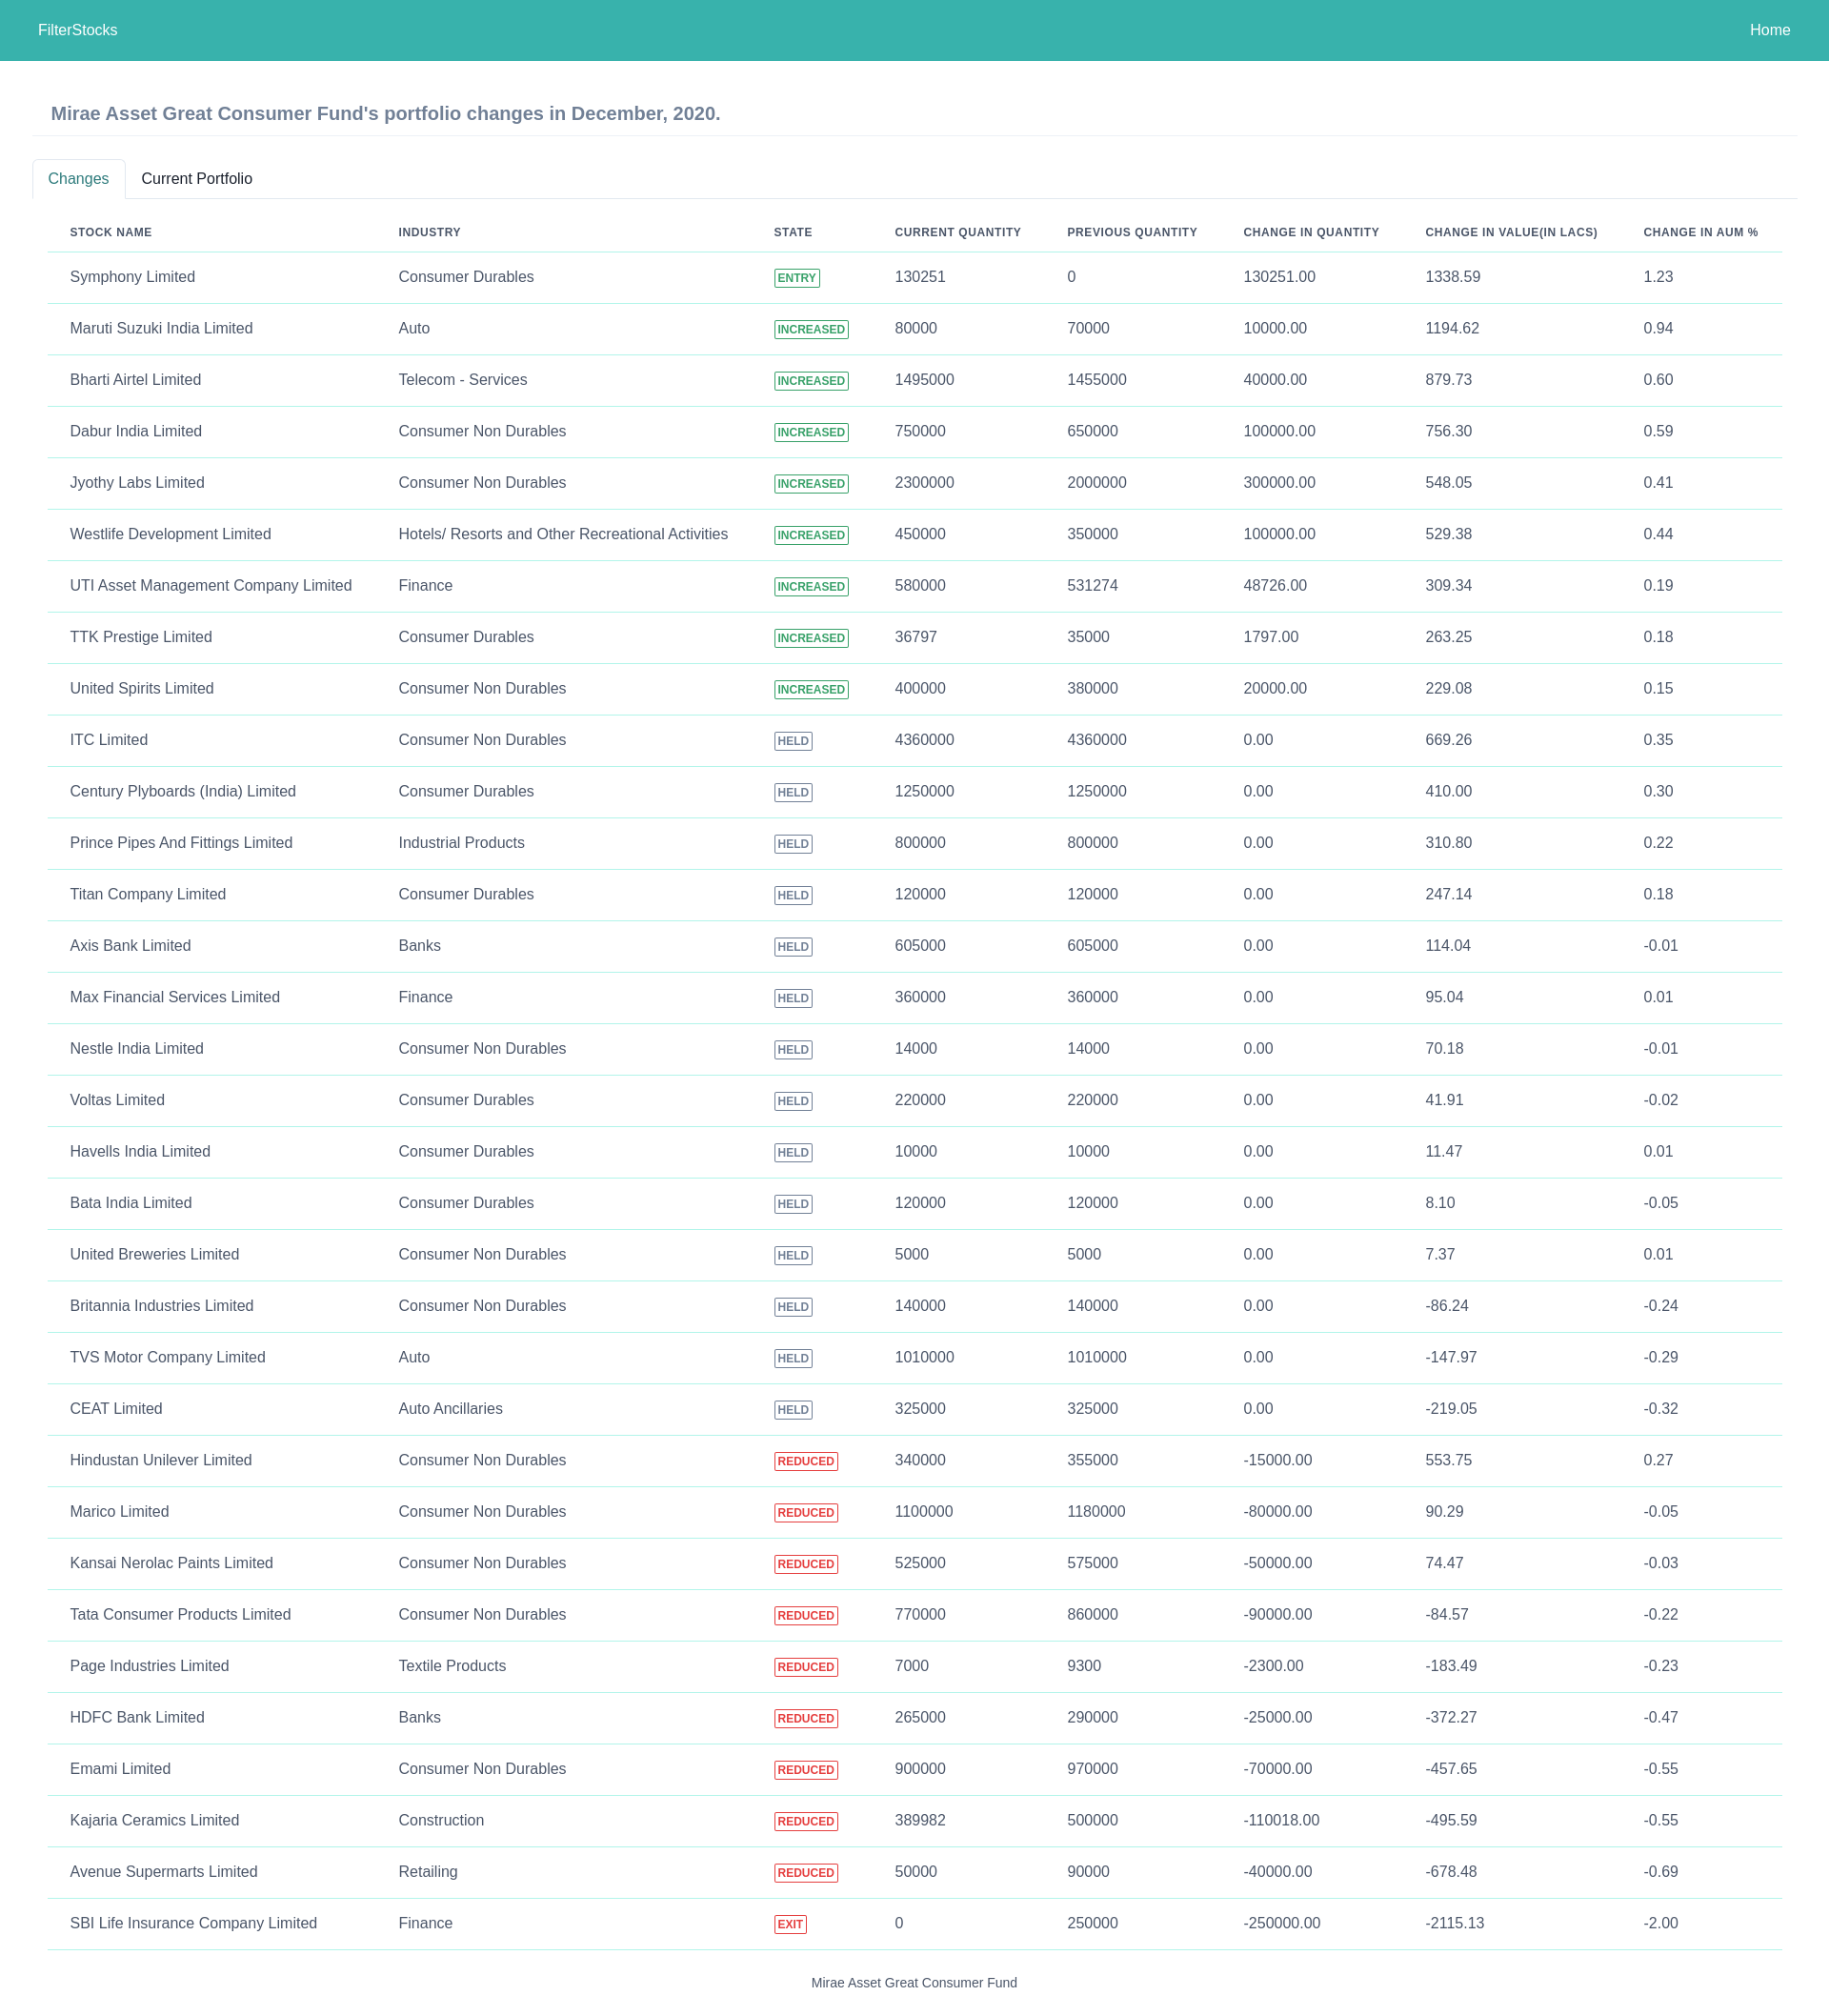 FilterStocks Home
Mirae Asset Great Consumer Fund's portfolio changes in December, 2020.
Changes Current Portfolio
STOCK NAME INDUSTRY STATE CURRENT QUANTITY PREVIOUS QUANTITY CHANGE IN QUANTITY CHANGE IN VALUE(IN LACS) CHANGE IN AUM %
Symphony Limited Consumer Durables ENTRY 130251 0 130251.00 1338.59 1.23
Maruti Suzuki India Limited Auto INCREASED 80000 70000 10000.00 1194.62 0.94
Bharti Airtel Limited Telecom - Services INCREASED 1495000 1455000 40000.00 879.73 0.60
Dabur India Limited Consumer Non Durables INCREASED 750000 650000 100000.00 756.30 0.59
Jyothy Labs Limited Consumer Non Durables INCREASED 2300000 2000000 300000.00 548.05 0.41
Westlife Development Limited Hotels/ Resorts and Other Recreational Activities INCREASED 450000 350000 100000.00 529.38 0.44
UTI Asset Management Company Limited Finance INCREASED 580000 531274 48726.00 309.34 0.19
TTK Prestige Limited Consumer Durables INCREASED 36797 35000 1797.00 263.25 0.18
United Spirits Limited Consumer Non Durables INCREASED 400000 380000 20000.00 229.08 0.15
ITC Limited Consumer Non Durables HELD 4360000 4360000 0.00 669.26 0.35
Century Plyboards (India) Limited Consumer Durables HELD 1250000 1250000 0.00 410.00 0.30
Prince Pipes And Fittings Limited Industrial Products HELD 800000 800000 0.00 310.80 0.22
Titan Company Limited Consumer Durables HELD 120000 120000 0.00 247.14 0.18
Axis Bank Limited Banks HELD 605000 605000 0.00 114.04 -0.01
Max Financial Services Limited Finance HELD 360000 360000 0.00 95.04 0.01
Nestle India Limited Consumer Non Durables HELD 14000 14000 0.00 70.18 -0.01
Voltas Limited Consumer Durables HELD 220000 220000 0.00 41.91 -0.02
Havells India Limited Consumer Durables HELD 10000 10000 0.00 11.47 0.01
Bata India Limited Consumer Durables HELD 120000 120000 0.00 8.10 -0.05
United Breweries Limited Consumer Non Durables HELD 5000 5000 0.00 7.37 0.01
Britannia Industries Limited Consumer Non Durables HELD 140000 140000 0.00 -86.24 -0.24
TVS Motor Company Limited Auto HELD 1010000 1010000 0.00 -147.97 -0.29
CEAT Limited Auto Ancillaries HELD 325000 325000 0.00 -219.05 -0.32
Hindustan Unilever Limited Consumer Non Durables REDUCED 340000 355000 -15000.00 553.75 0.27
Marico Limited Consumer Non Durables REDUCED 1100000 1180000 -80000.00 90.29 -0.05
Kansai Nerolac Paints Limited Consumer Non Durables REDUCED 525000 575000 -50000.00 74.47 -0.03
Tata Consumer Products Limited Consumer Non Durables REDUCED 770000 860000 -90000.00 -84.57 -0.22
Page Industries Limited Textile Products REDUCED 7000 9300 -2300.00 -183.49 -0.23
HDFC Bank Limited Banks REDUCED 265000 290000 -25000.00 -372.27 -0.47
Emami Limited Consumer Non Durables REDUCED 900000 970000 -70000.00 -457.65 -0.55
Kajaria Ceramics Limited Construction REDUCED 389982 500000 -110018.00 -495.59 -0.55
Avenue Supermarts Limited Retailing REDUCED 50000 90000 -40000.00 -678.48 -0.69
SBI Life Insurance Company Limited Finance EXIT 0 250000 -250000.00 -2115.13 -2.00
Mirae Asset Great Consumer Fund